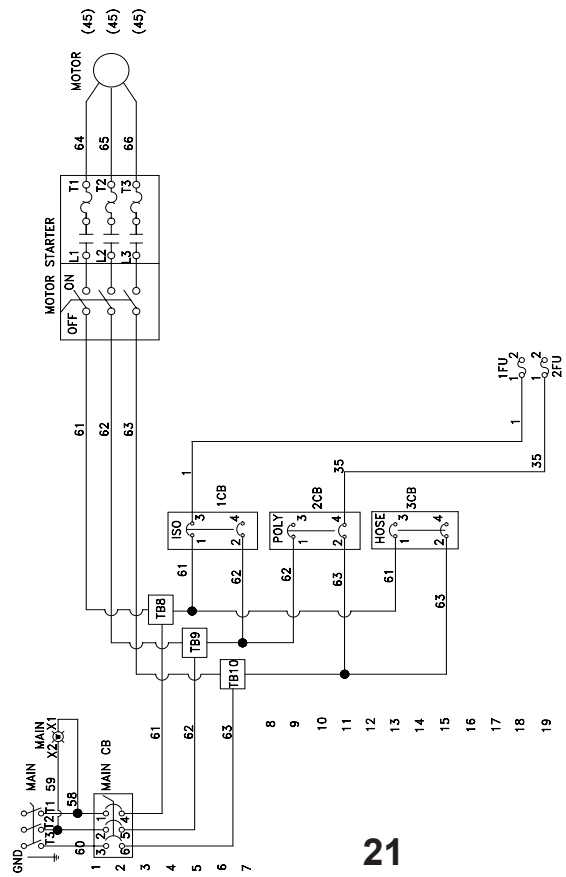 (45)
(45)
(45)
MOTOR
64
65
66
T1
T2
T3
MOTOR STARTER
L1
L2
L3
ON
OFF
61
62
63
1FU
1 2
1 2
2FU
1
35
1
35
ISO
1 3
2 4
1CB
POLY
1 3
2 4
2CB
HOSE
1 3
2 4
3CB
61
62
62
63
61
63
TB8
TB9
TB10
61
62
63
MAIN
X2 X1
W
MAIN
59
58
60
GND
T3 T2 T1
MAIN CB
3 2 1
6 5 4
1
2
3
4
5
6
7
8
9
10
11
12
13
14
15
16
17
18
19
21